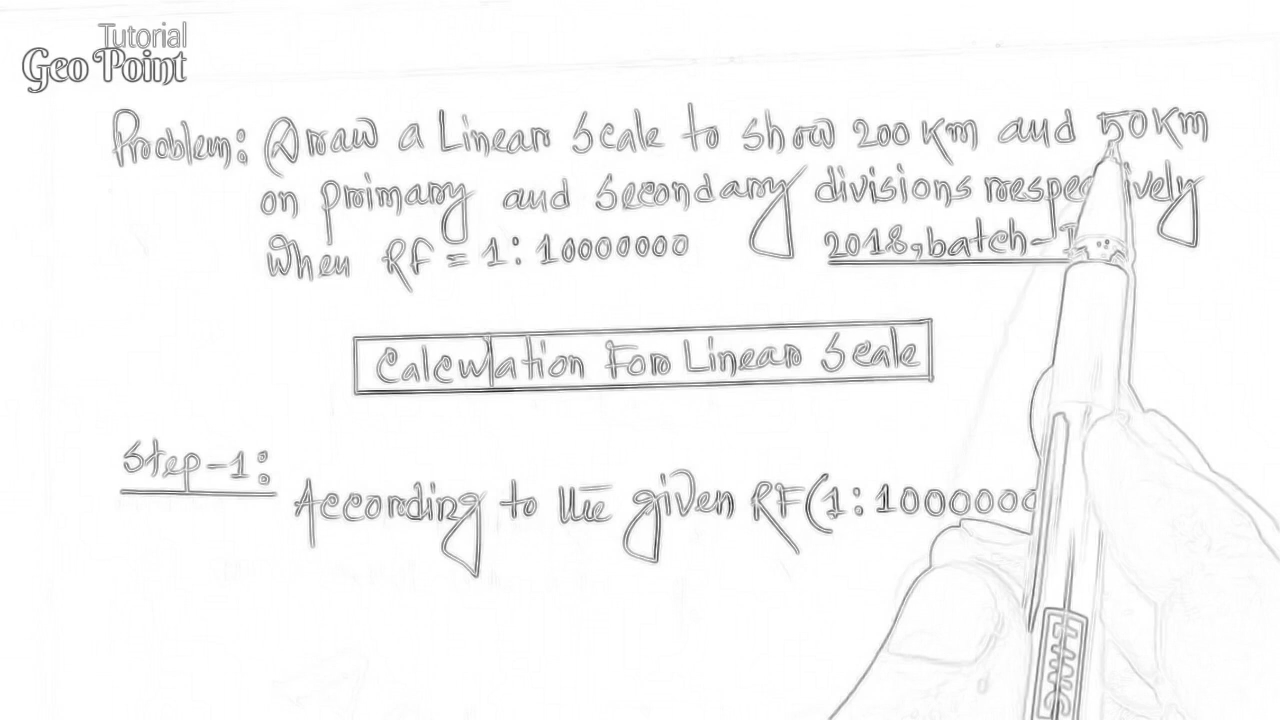 Tutorial
Geo Point
Problem: Draw a Linear Scale to show 200 Km and 50 Km
on primary and secondary divisions respectively
When RF = 1:10000000
2018, batch-
Calculation For Linear Scale
Step-1:
According to the given RF (1:1000000